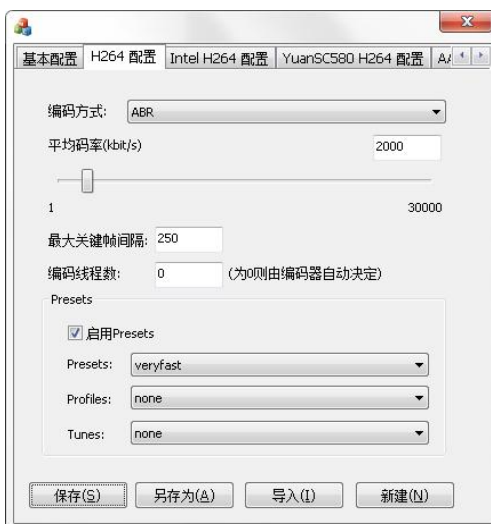 基本配置 H264 配置 Intel H264 配置 YuanSC580 H264 配置
编码方式: ABR
平均码率(kbit/s) 2000
1 30000
最大关键帧间隔: 250
编码线程数: 0 (为0则由编码器自动决定)
Presets
启用Presets
Presets: veryfast
Profiles: none
Tunes: none
保存(S) 另存为(A) 导入(I) 新建(N)